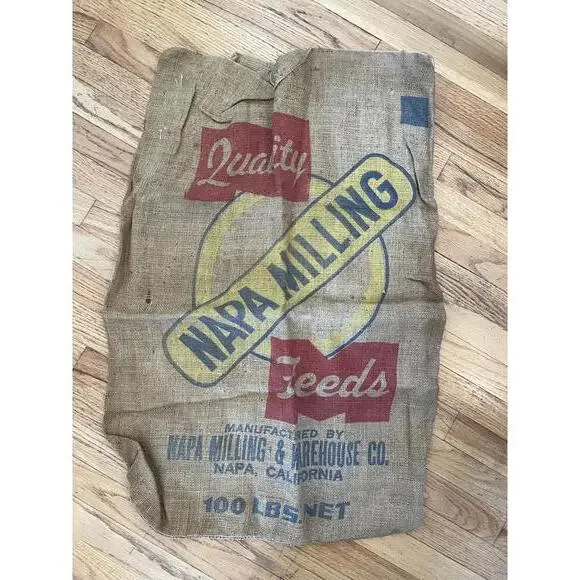 Quality
NAPA MILLING
Feeds
MANUFACTURED BY
NAPA MILLING & WAREHOUSE CO.
NAPA, CALIFORNIA
100 LBS. NET